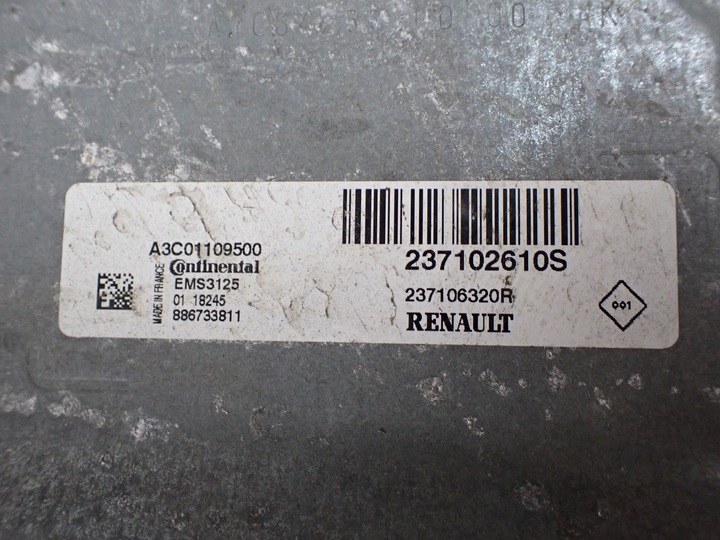 A3C01109500
Continental
EMS3125
01 18245
886733811
MADE IN FRANCE
237102610S
237106320R
RENAULT
001